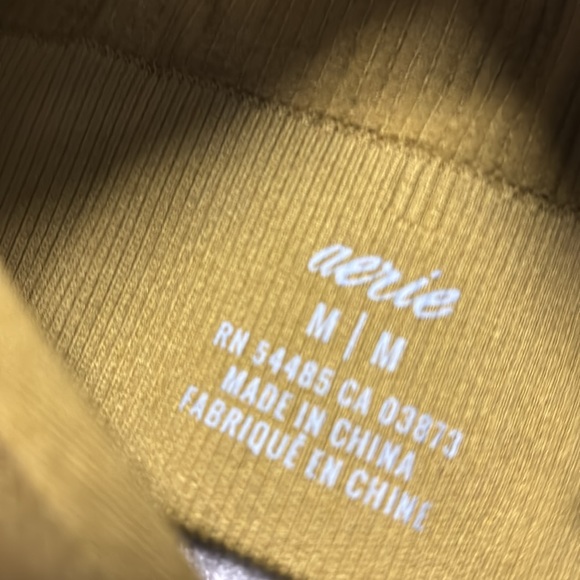 aerie
M | M
RN 54485 CA 03873
MADE IN CHINA
FABRIQUÉ EN CHINE